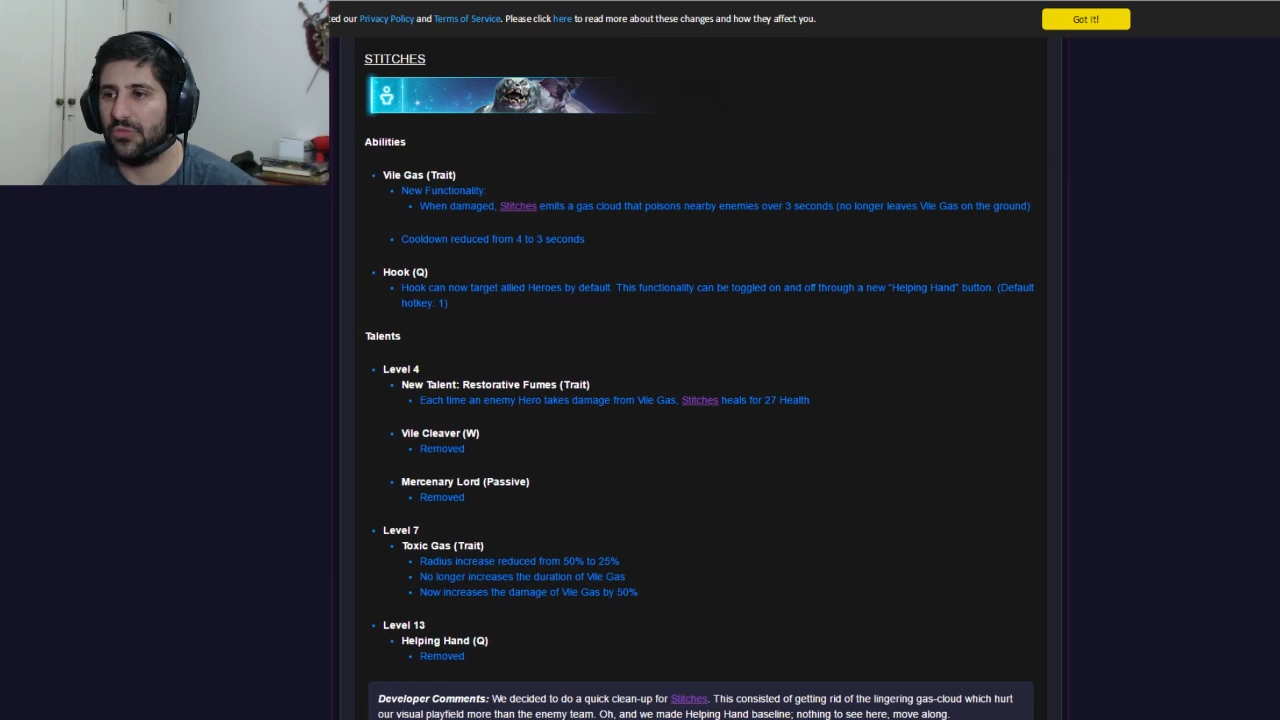 ed our Privacy Policy and Terms of Service. Please click here to read more about these changes and how they affect you.
Got it!
STITCHES
Abilities
Vile Gas (Trait)
New Functionality:
When damaged, Stitches emits a gas cloud that poisons nearby enemies over 3 seconds (no longer leaves Vile Gas on the ground)
Cooldown reduced from 4 to 3 seconds
Hook (Q)
Hook can now target allied Heroes by default. This functionality can be toggled on and off through a new "Helping Hand" button. (Default
hotkey: 1)
Talents
Level 4
New Talent: Restorative Fumes (Trait)
Each time an enemy Hero takes damage from Vile Gas, Stitches heals for 27 Health
Vile Cleaver (W)
Removed
Mercenary Lord (Passive)
Removed
Level 7
Toxic Gas (Trait)
Radius increase reduced from 50% to 25%
No longer increases the duration of Vile Gas
Now increases the damage of Vile Gas by 50%
Level 13
Helping Hand (Q)
Removed
Developer Comments: We decided to do a quick clean-up for Stitches. This consisted of getting rid of the lingering gas-cloud which hurt
our visual playfield more than the enemy team. Oh, and we made Helping Hand baseline; nothing to see here, move along.